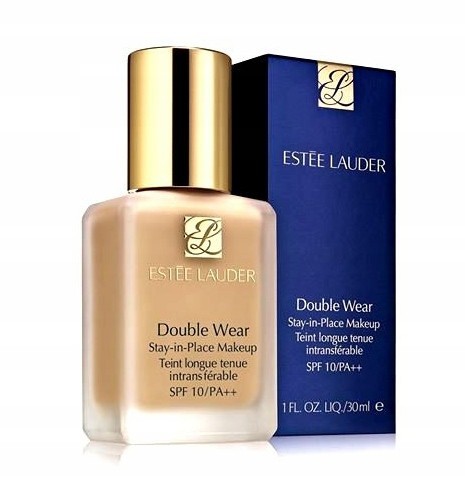 ESTĒE LAUDER
Double Wear
Stay-in-Place Makeup
Teint longue tenue
intransférable
SPF 10/PA++
ESTĒE LAUDER
Double Wear
Stay-in-Place Makeup
Teint longue tenue
intransférable
SPF 10/PA++
1 FL. OZ. LIQ./30ml e